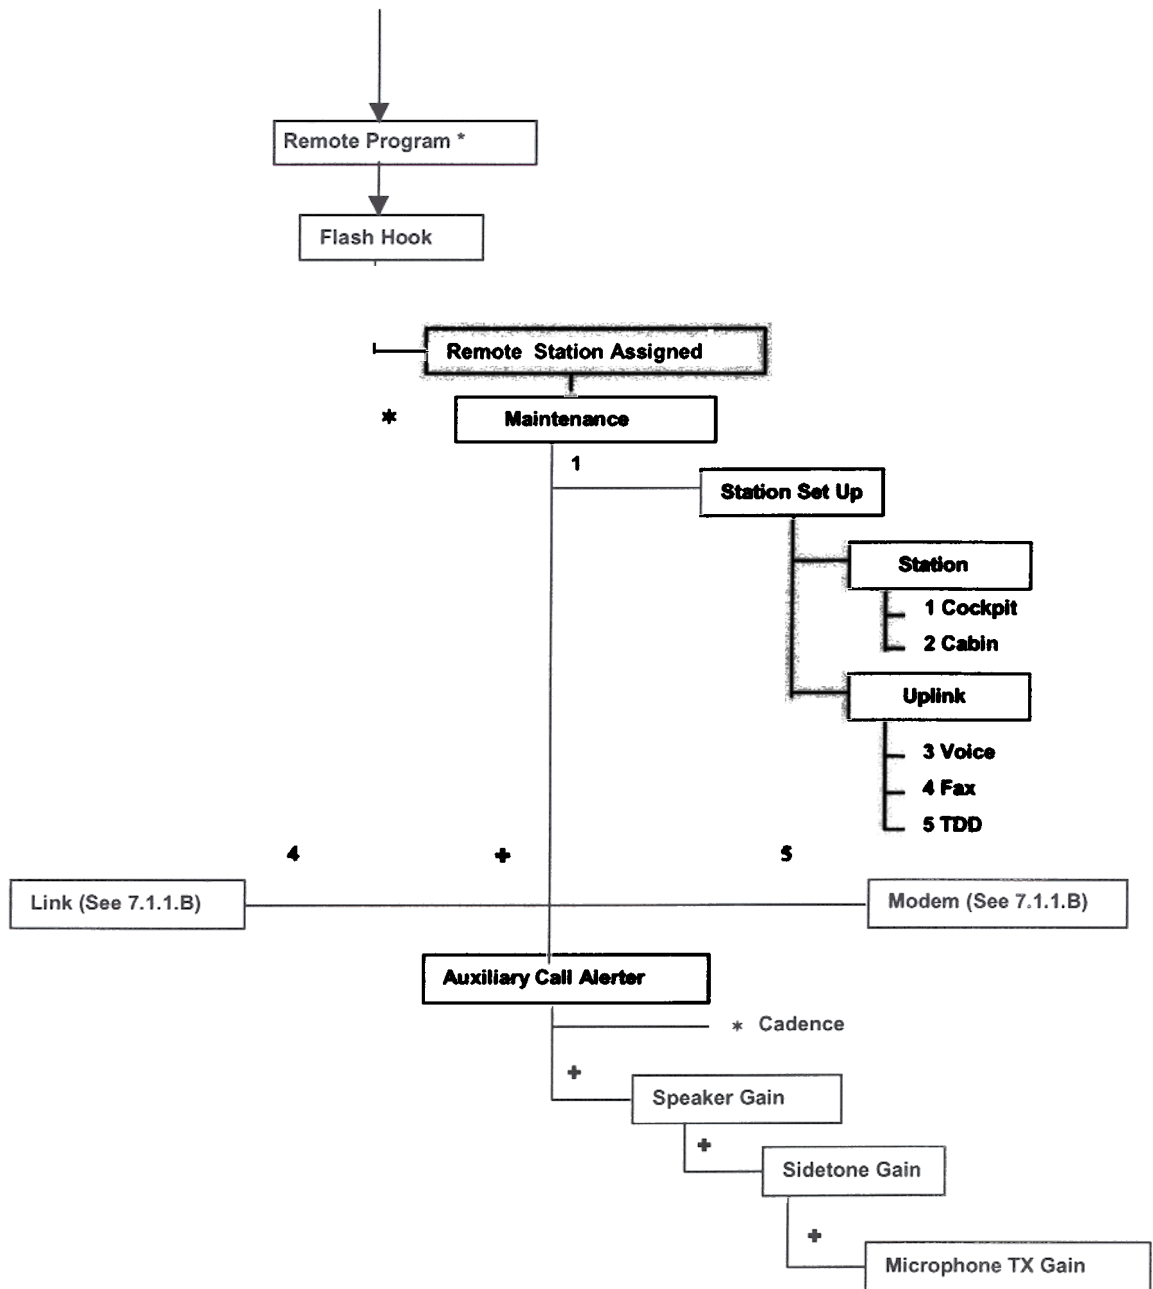 Remote Program *
Flash Hook
Remote Station Assigned
* Maintenance
1
Station Set Up
Station
1 Cockpit
2 Cabin
Uplink
3 Voice
4 Fax
5 TDD
4 + 5
Link (See 7.1.1.B) Modem (See 7.1.1.B)
Auxiliary Call Alerter
* Cadence
+
Speaker Gain
+
Sidetone Gain
+
Microphone TX Gain